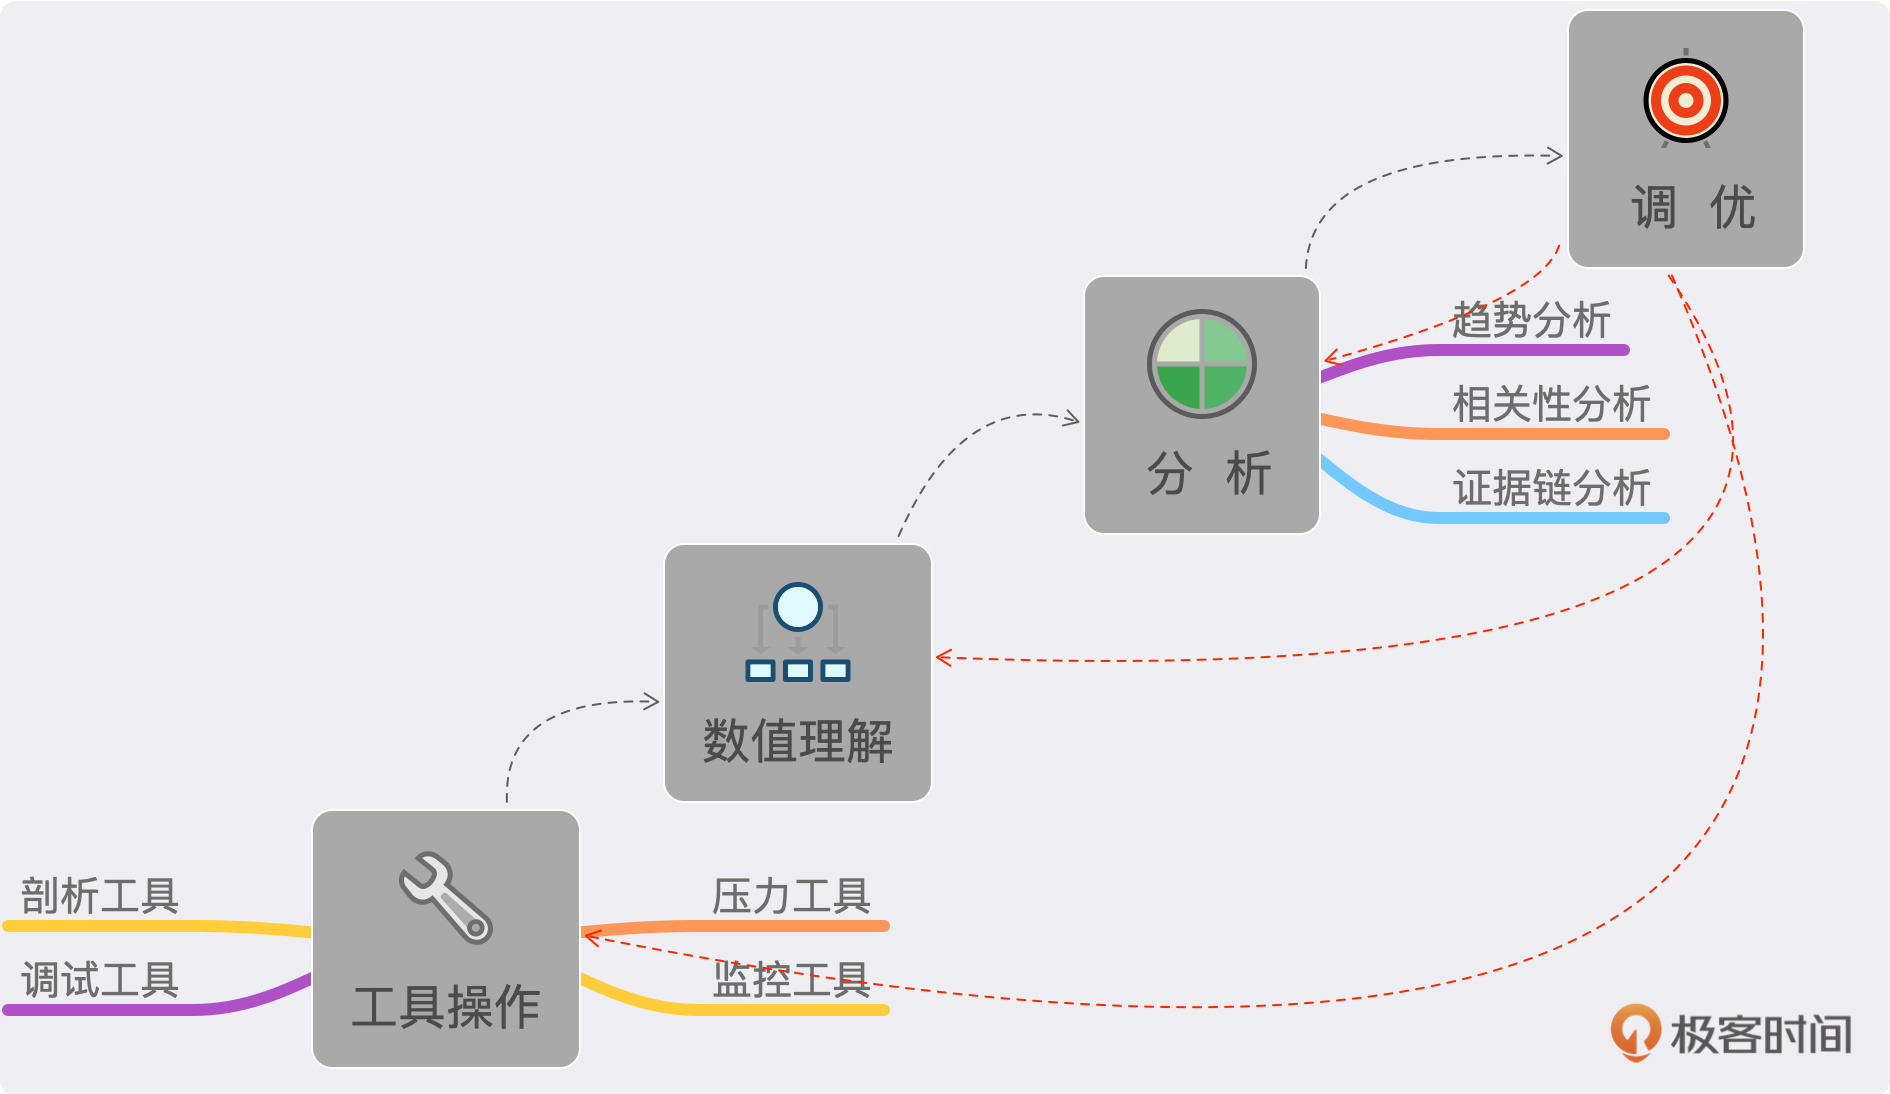 调 优
趋势分析
相关性分析
证据链分析
分 析
数值理解
剖析工具
调试工具
压力工具
监控工具
工具操作
极客时间